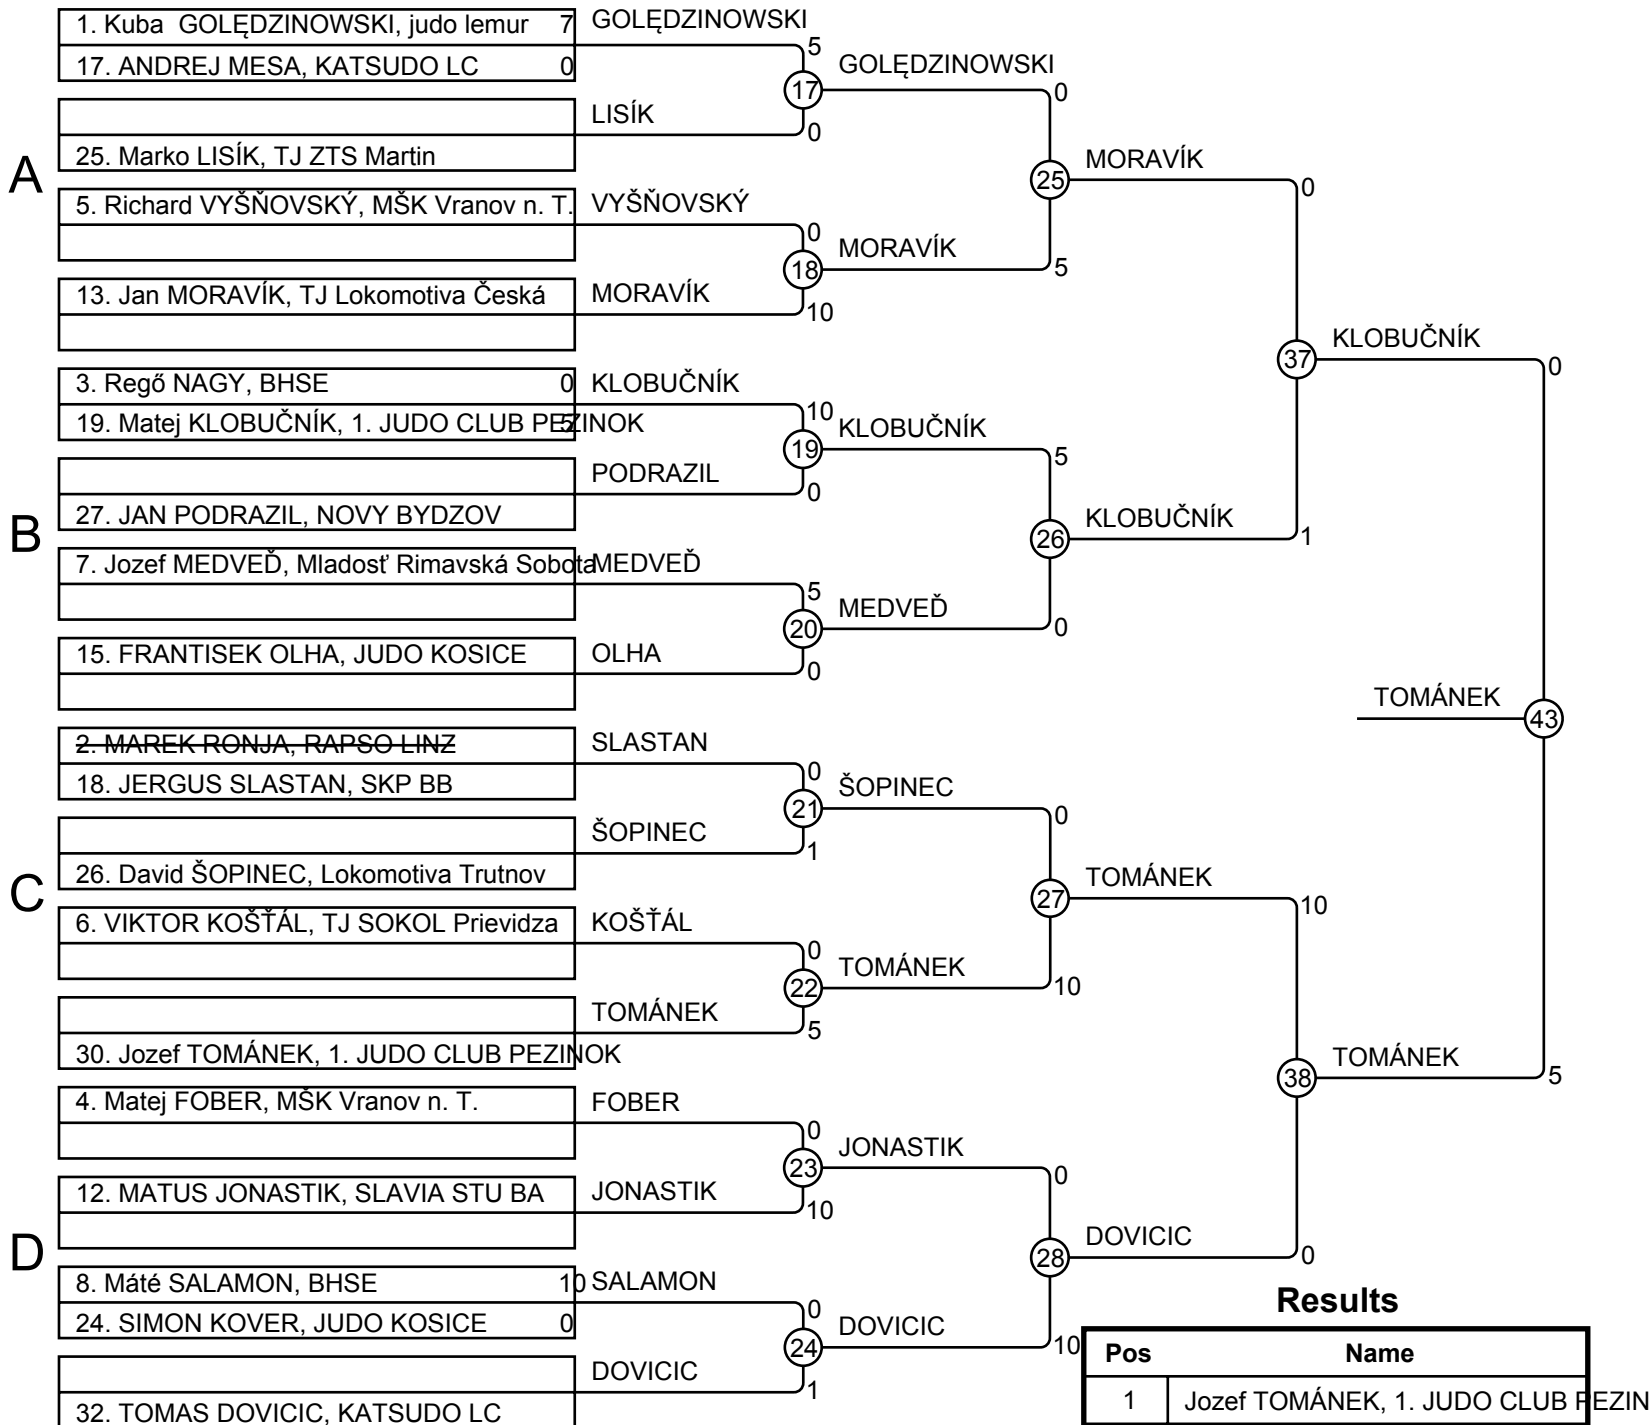 1. Kuba GOLĘDZINOWSKI, judo lemur 7 GOLĘDZINOWSKI
5
17. ANDREJ MESA, KATSUDO LC 0
GOLĘDZINOWSKI
17
0
LISÍK
0
25. Marko LISÍK, TJ ZTS Martin
A
MORAVÍK
25
0
5. Richard VYŠŇOVSKÝ, MŠK Vranov n. T. VYŠŇOVSKÝ
0
MORAVÍK
18
5
13. Jan MORAVÍK, TJ Lokomotiva Česká MORAVÍK
10
KLOBUČNÍK
37
0
3. Regő NAGY, BHSE 0 KLOBUČNÍK
10
19. Matej KLOBUČNÍK, 1. JUDO CLUB PEZINOK 5
KLOBUČNÍK
19
5
PODRAZIL
0
27. JAN PODRAZIL, NOVY BYDZOV
B
KLOBUČNÍK
26
1
7. Jozef MEDVEĎ, Mladosť Rimavská Sobota MEDVEĎ
5
MEDVEĎ
20
0
15. FRANTISEK OLHA, JUDO KOSICE OLHA
0
TOMÁNEK
43
2. MAREK RONJA, RAPSO LINZ SLASTAN
0
18. JERGUS SLASTAN, SKP BB
ŠOPINEC
21
0
ŠOPINEC
1
26. David ŠOPINEC, Lokomotiva Trutnov
C
TOMÁNEK
27
10
6. VIKTOR KOŠŤÁL, TJ SOKOL Prievidza KOŠŤÁL
0
TOMÁNEK
22
10
TOMÁNEK
5
30. Jozef TOMÁNEK, 1. JUDO CLUB PEZINOK
TOMÁNEK
38
5
4. Matej FOBER, MŠK Vranov n. T. FOBER
0
JONASTIK
23
0
12. MATUS JONASTIK, SLAVIA STU BA JONASTIK
10
D
DOVICIC
28
0
8. Máté SALAMON, BHSE 10 SALAMON
0
24. SIMON KOVER, JUDO KOSICE 0
DOVICIC
24
10
DOVICIC
1
32. TOMAS DOVICIC, KATSUDO LC
Results
Pos Name
1 Jozef TOMÁNEK, 1. JUDO CLUB PEZIN